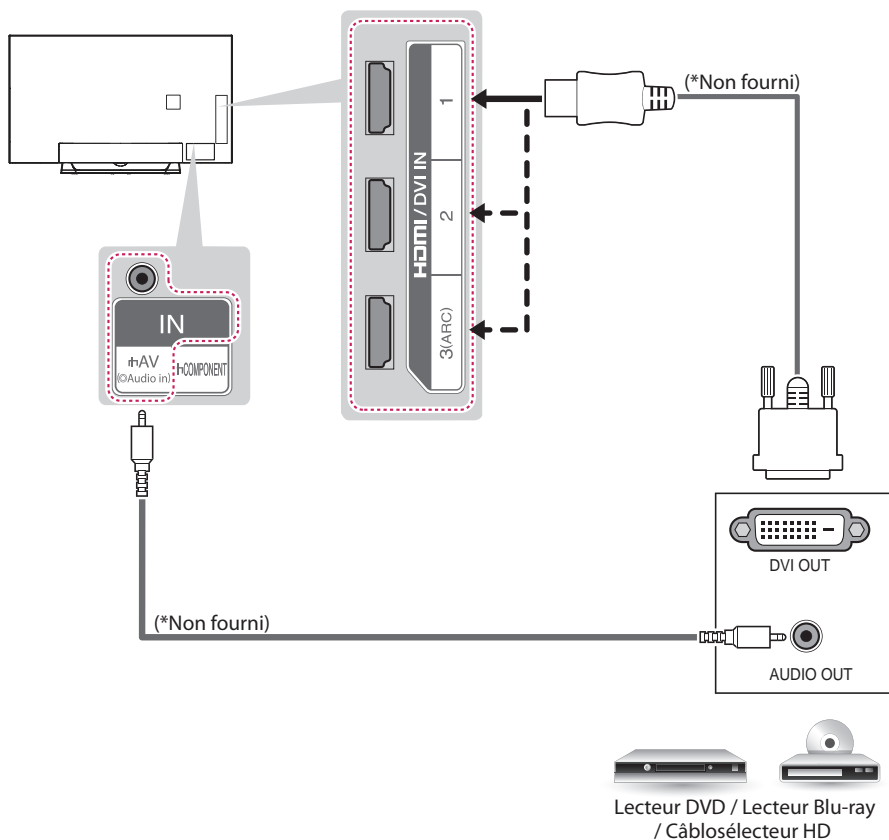 (*Non fourni)
HDMI / DVI IN
1
2
3(ARC)
IN
AV
(Audio in)
COMPONENT
DVI OUT
(*Non fourni)
AUDIO OUT
Lecteur DVD / Lecteur Blu-ray
/ Câblosélecteur HD